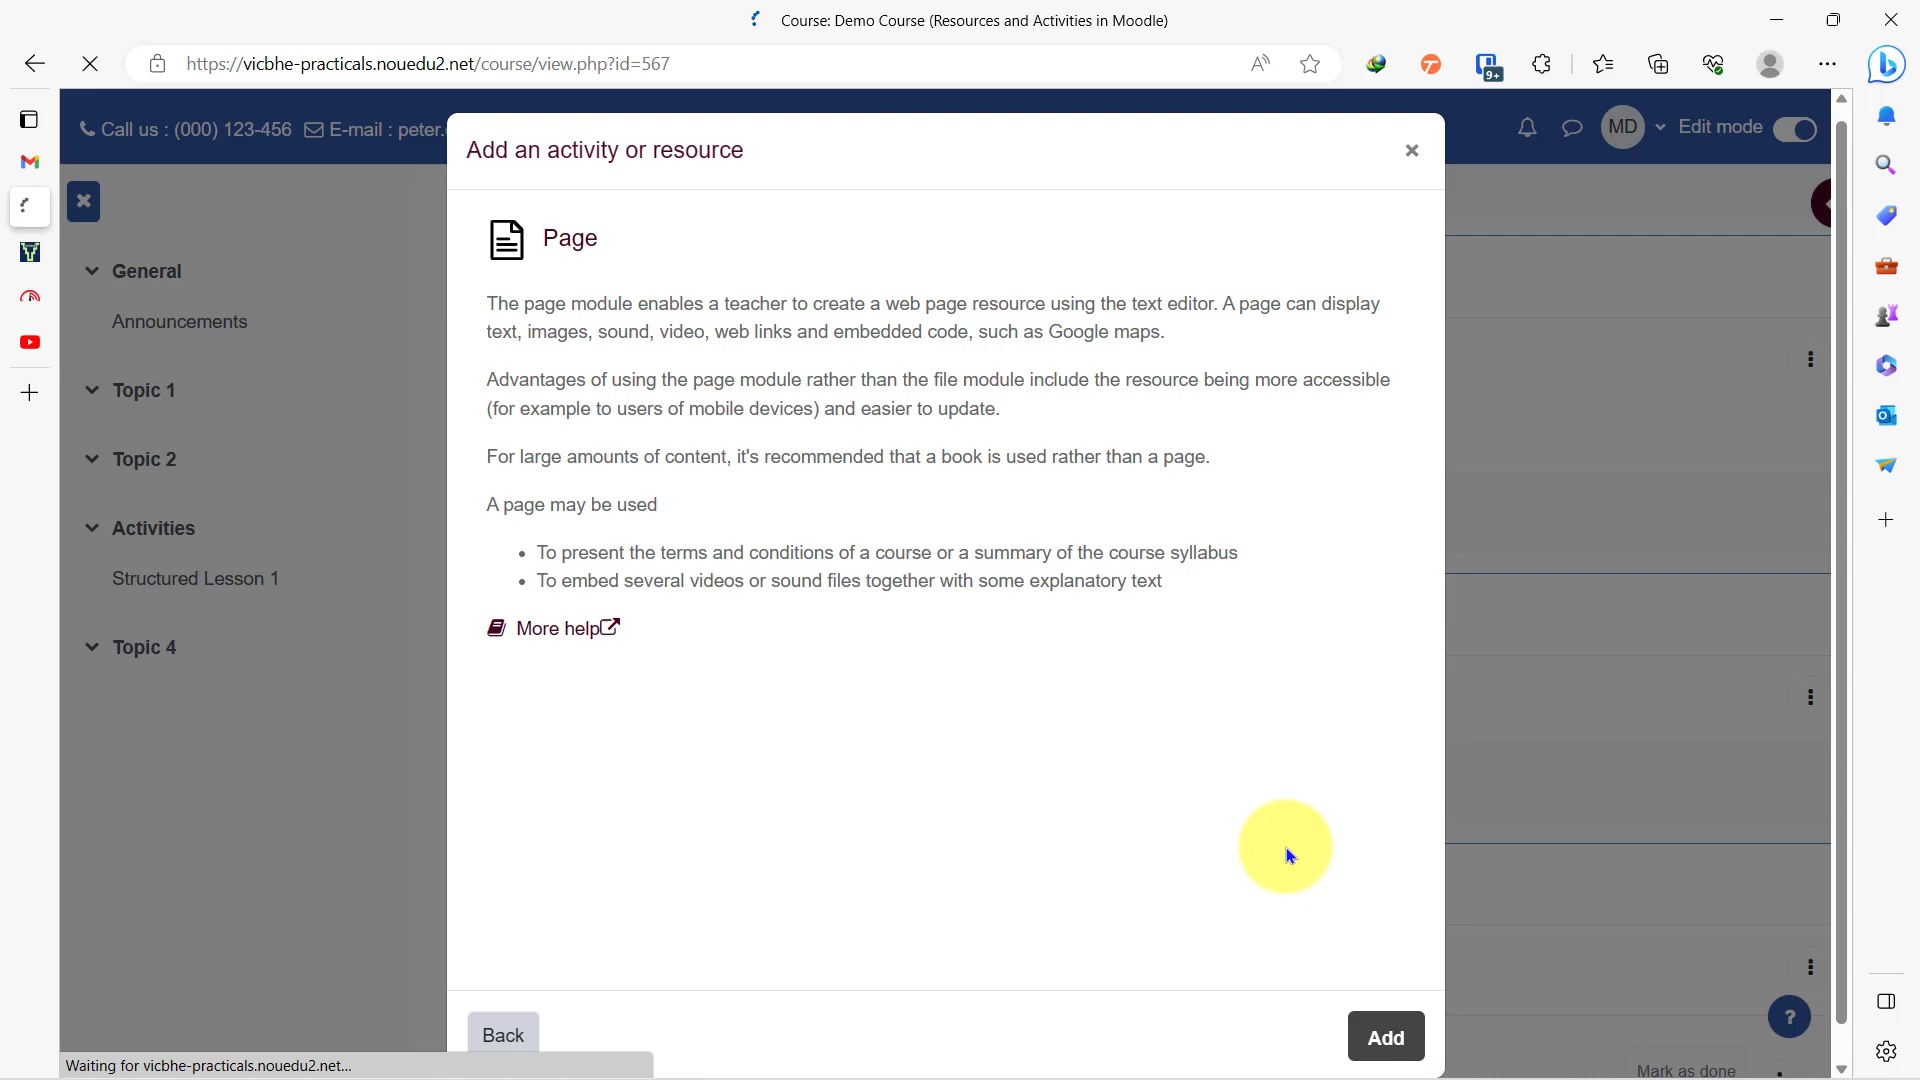 Course: Demo Course (Resources and Activities in Moodle)
https://vicbhe-practicals.nouedu2.net/course/view.php?id=567
9+
Call us : (000) 123-456 E-mail : peter.
MD
Edit mode
Add an activity or resource
General
Announcements
Topic 1
Topic 2
Activities
Structured Lesson 1
Topic 4
Page
The page module enables a teacher to create a web page resource using the text editor. A page can display
text, images, sound, video, web links and embedded code, such as Google maps.
Advantages of using the page module rather than the file module include the resource being more accessible
(for example to users of mobile devices) and easier to update.
For large amounts of content, it's recommended that a book is used rather than a page.
A page may be used
• To present the terms and conditions of a course or a summary of the course syllabus
• To embed several videos or sound files together with some explanatory text
More help
Back
Add
?
Mark as done
Waiting for vicbhe-practicals.nouedu2.net...